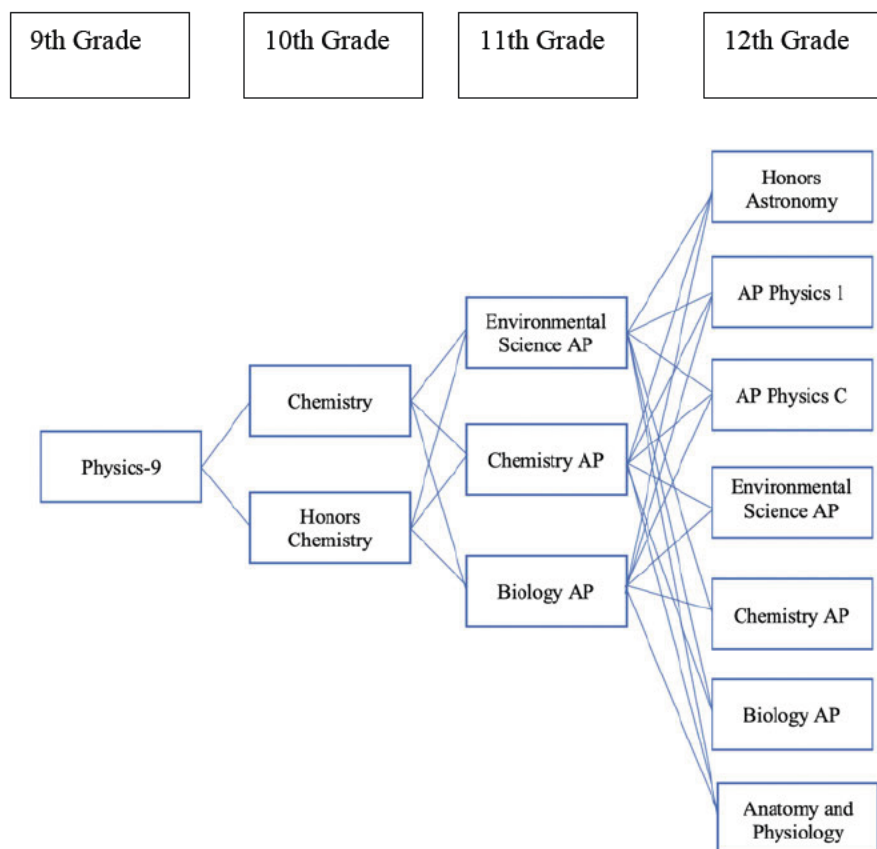 9th Grade
10th Grade
11th Grade
12th Grade
Physics-9
Chemistry
Honors
Chemistry
Environmental
Science AP
Chemistry AP
Biology AP
Honors
Astronomy
AP Physics 1
AP Physics C
Environmental
Science AP
Chemistry AP
Biology AP
Anatomy and
Physiology